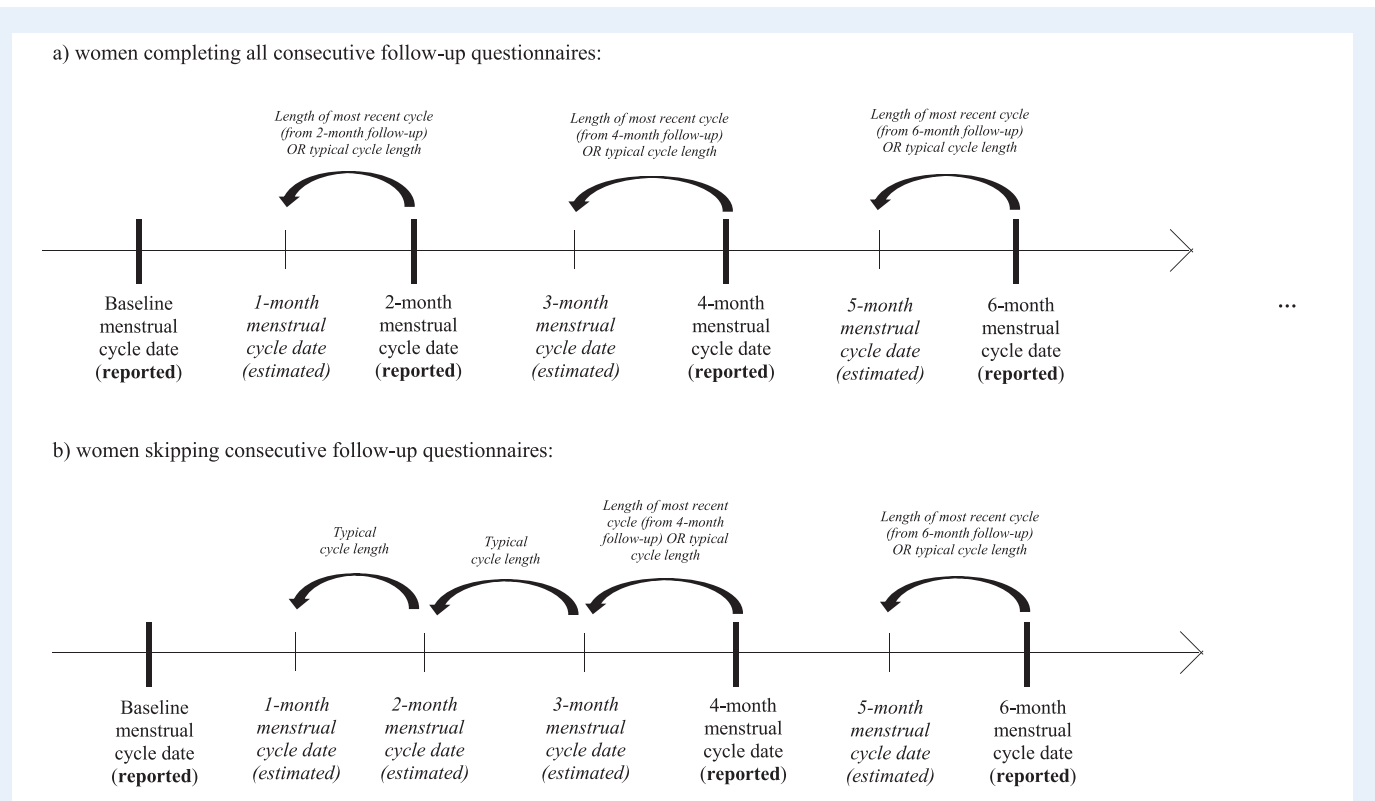 a) women completing all consecutive follow-up questionnaires:
Length of most recent cycle
(from 2-month follow-up)
OR typical cycle length
Length of most recent cycle
(from 4-month follow-up)
OR typical cycle length
Length of most recent cycle
(from 6-month follow-up)
OR typical cycle length
Baseline
menstrual
cycle date
(reported)
1-month
menstrual
cycle date
(estimated)
2-month
menstrual
cycle date
(reported)
3-month
menstrual
cycle date
(estimated)
4-month
menstrual
cycle date
(reported)
5-month
menstrual
cycle date
(estimated)
6-month
menstrual
cycle date
(reported)
...
b) women skipping consecutive follow-up questionnaires:
Typical
cycle length
Typical
cycle length
Length of most recent
cycle (from 4-month
follow-up) OR typical
cycle length
Length of most recent cycle
(from 6-month follow-up)
OR typical cycle length
Baseline
menstrual
cycle date
(reported)
1-month
menstrual
cycle date
(estimated)
2-month
menstrual
cycle date
(estimated)
3-month
menstrual
cycle date
(estimated)
4-month
menstrual
cycle date
(reported)
5-month
menstrual
cycle date
(estimated)
6-month
menstrual
cycle date
(reported)